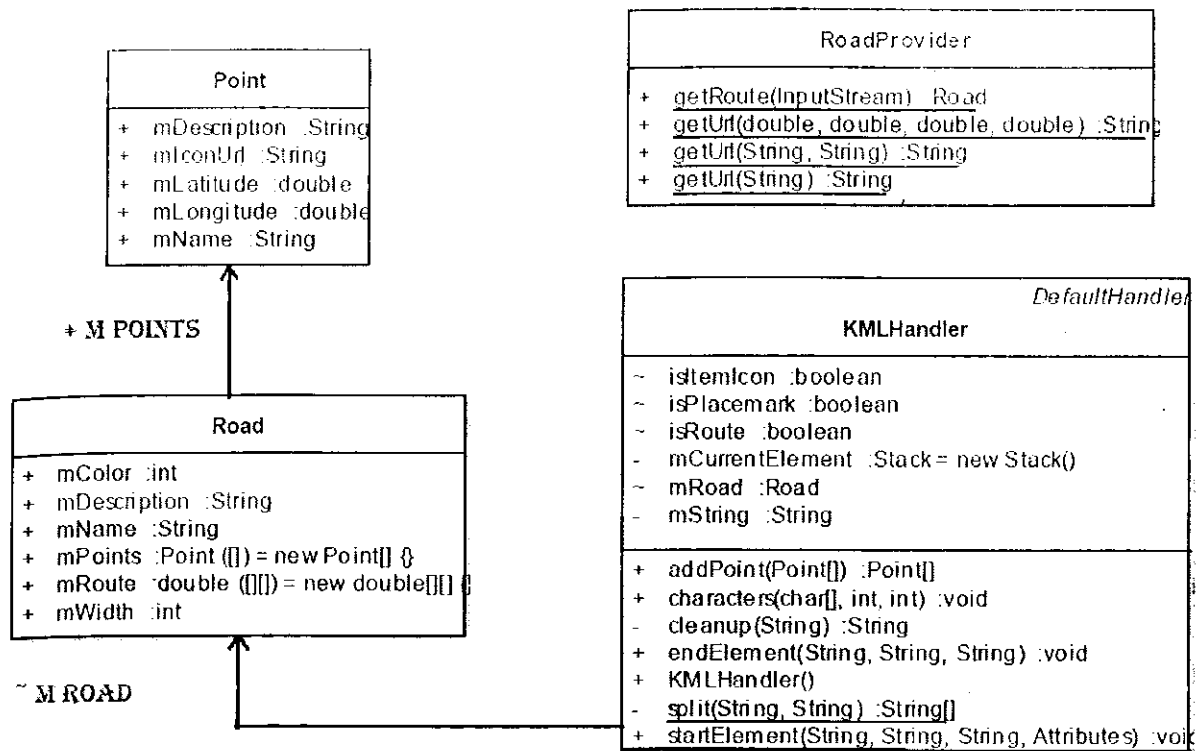 Point
+ mDescription :String
+ mIconUrl :String
+ mLatitude :double
+ mLongitude :double
+ mName :String
RoadProvider
+ getRoute(InputStream) Road
+ getUrl(double, double, double, double) :String
+ getUrl(String, String) :String
+ getUrl(String) :String
+ M POINTS
Road
+ mColor :int
+ mDescription :String
+ mName :String
+ mPoints :Point ([]) = new Point[] {}
+ mRoute :double ([][]) = new double[][] {
+ mWidth :int
~ M ROAD
DefaultHandler
KMLHandler
~ isItemIcon :boolean
~ isPlacemark :boolean
~ isRoute :boolean
- mCurrentElement :Stack = new Stack()
~ mRoad :Road
- mString :String
+ addPoint(Point[]) :Point[]
+ characters(char[], int, int) :void
- cleanup(String) :String
+ endElement(String, String, String) :void
+ KMLHandler()
- split(String, String) :String[]
+ startElement(String, String, String, Attributes) :void